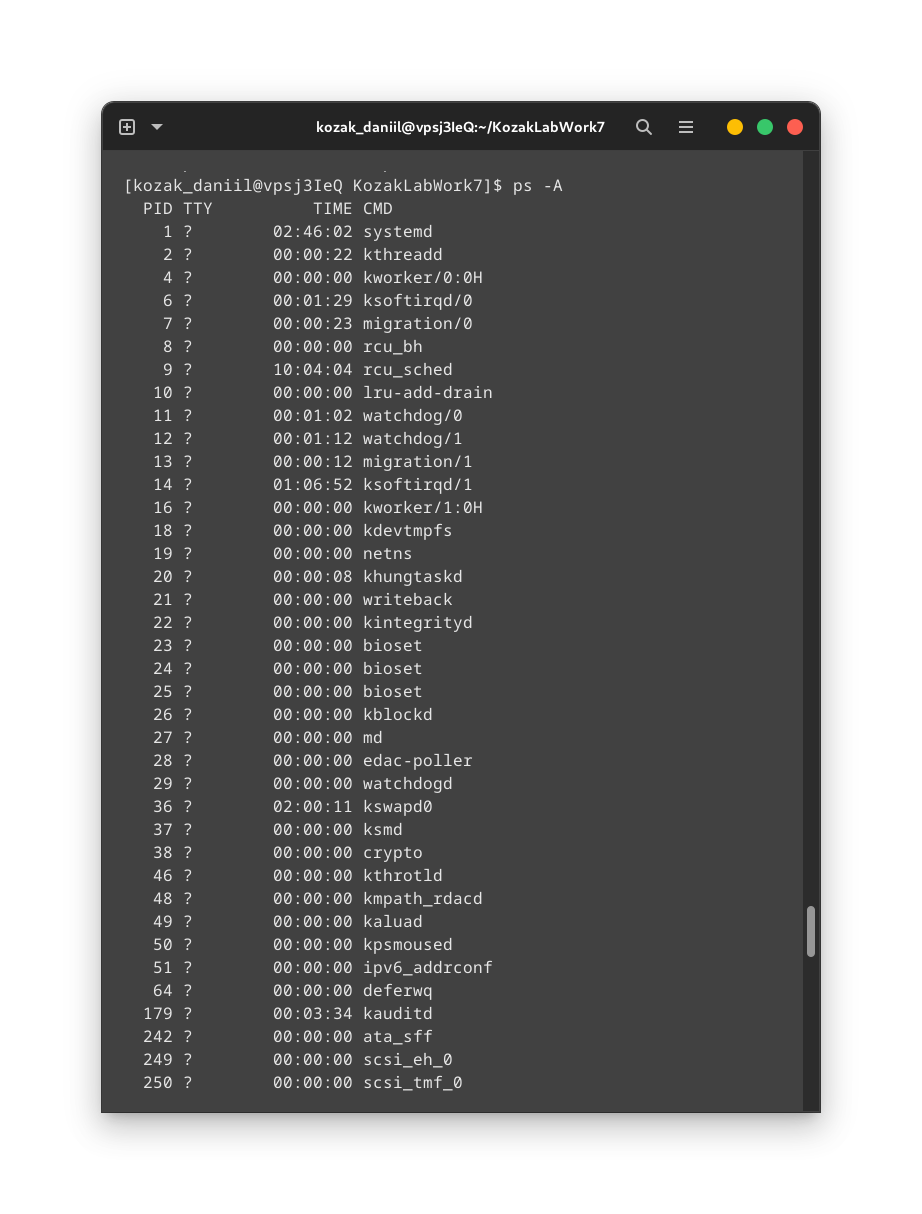 kozak_daniil@vpsj3IeQ:~/KozakLabWork7
[kozak_daniil@vpsj3IeQ KozakLabWork7]$ ps -A
  PID TTY          TIME CMD
    1 ?        02:46:02 systemd
    2 ?        00:00:22 kthreadd
    4 ?        00:00:00 kworker/0:0H
    6 ?        00:01:29 ksoftirqd/0
    7 ?        00:00:23 migration/0
    8 ?        00:00:00 rcu_bh
    9 ?        10:04:04 rcu_sched
   10 ?        00:00:00 lru-add-drain
   11 ?        00:01:02 watchdog/0
   12 ?        00:01:12 watchdog/1
   13 ?        00:00:12 migration/1
   14 ?        01:06:52 ksoftirqd/1
   16 ?        00:00:00 kworker/1:0H
   18 ?        00:00:00 kdevtmpfs
   19 ?        00:00:00 netns
   20 ?        00:00:08 khungtaskd
   21 ?        00:00:00 writeback
   22 ?        00:00:00 kintegrityd
   23 ?        00:00:00 bioset
   24 ?        00:00:00 bioset
   25 ?        00:00:00 bioset
   26 ?        00:00:00 kblockd
   27 ?        00:00:00 md
   28 ?        00:00:00 edac-poller
   29 ?        00:00:00 watchdogd
   36 ?        02:00:11 kswapd0
   37 ?        00:00:00 ksmd
   38 ?        00:00:00 crypto
   46 ?        00:00:00 kthrotld
   48 ?        00:00:00 kmpath_rdacd
   49 ?        00:00:00 kaluad
   50 ?        00:00:00 kpsmoused
   51 ?        00:00:00 ipv6_addrconf
   64 ?        00:00:00 deferwq
  179 ?        00:03:34 kauditd
  242 ?        00:00:00 ata_sff
  249 ?        00:00:00 scsi_eh_0
  250 ?        00:00:00 scsi_tmf_0